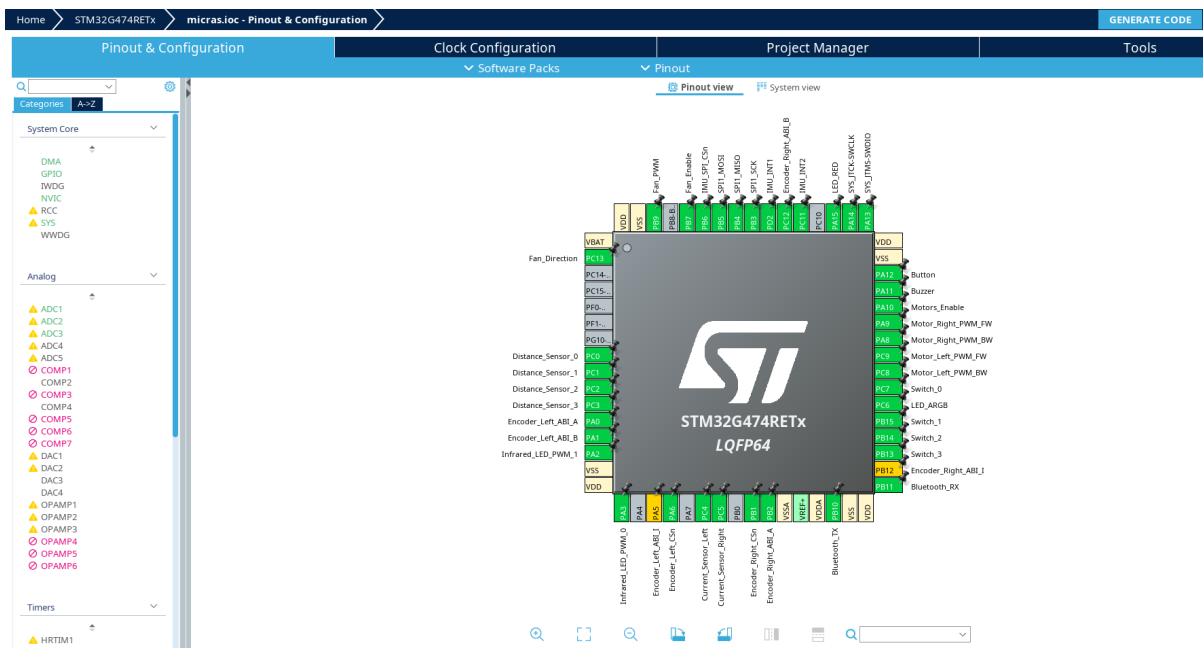 Home
STM32G474RETx
micras.ioc - Pinout & Configuration
GENERATE CODE
Pinout & Configuration
Clock Configuration
Project Manager
Tools
Software Packs
Pinout
Categories
A->Z
Pinout view
System view
System Core
DMA
GPIO
IWDG
NVIC
RCC
SYS
WWDG
Analog
ADC1
ADC2
ADC3
ADC4
ADC5
COMP1
COMP2
COMP3
COMP4
COMP5
COMP6
COMP7
DAC1
DAC2
DAC3
DAC4
OPAMP1
OPAMP2
OPAMP3
OPAMP4
OPAMP5
OPAMP6
Timers
HRTIM1
Fan_PWM
Fan_Enable
IMU_SPI_CSn
SPI1_MOSI
SPI1_MISO
SPI1_SCK
IMU_INT1
Encoder_Right_ABI_B
IMU_INT2
LED_RED
SYS_JTCK-SWCLK
SYS_JTMS-SWDIO
VDD
VSS
PB9
PB8-B..
PB7
PB6
PB5
PB4
PB3
PD2
PC12
PC11
PC10
PA15
PA14
PA13
VBAT
Fan_Direction PC13
PC14-..
PC15-..
PF0-..
PF1-..
PG10-..
Distance_Sensor_0 PC0
Distance_Sensor_1 PC1
Distance_Sensor_2 PC2
Distance_Sensor_3 PC3
Encoder_Left_ABI_A PA0
Encoder_Left_ABI_B PA1
Infrared_LED_PWM_1 PA2
VSS
VDD
ST
STM32G474RETx
LQFP64
VDD
VSS
PA12 Button
PA11 Buzzer
PA10 Motors_Enable
PA9 Motor_Right_PWM_FW
PA8 Motor_Right_PWM_BW
PC9 Motor_Left_PWM_FW
PC8 Motor_Left_PWM_BW
PC7 Switch_0
PC6 LED_ARGB
PB15 Switch_1
PB14 Switch_2
PB13 Switch_3
PB12 Encoder_Right_ABI_I
PB11 Bluetooth_RX
PA3
PA4
PA5
PA6
PA7
PC4
PC5
PB0
PB1
PB2
VSSA
VREF+
VDDA
PB10
VSS
VDD
Infrared_LED_PWM_0
Encoder_Left_ABI_I
Encoder_Left_CSn
Current_Sensor_Left
Current_Sensor_Right
Encoder_Right_CSn
Encoder_Right_ABI_A
Bluetooth_TX